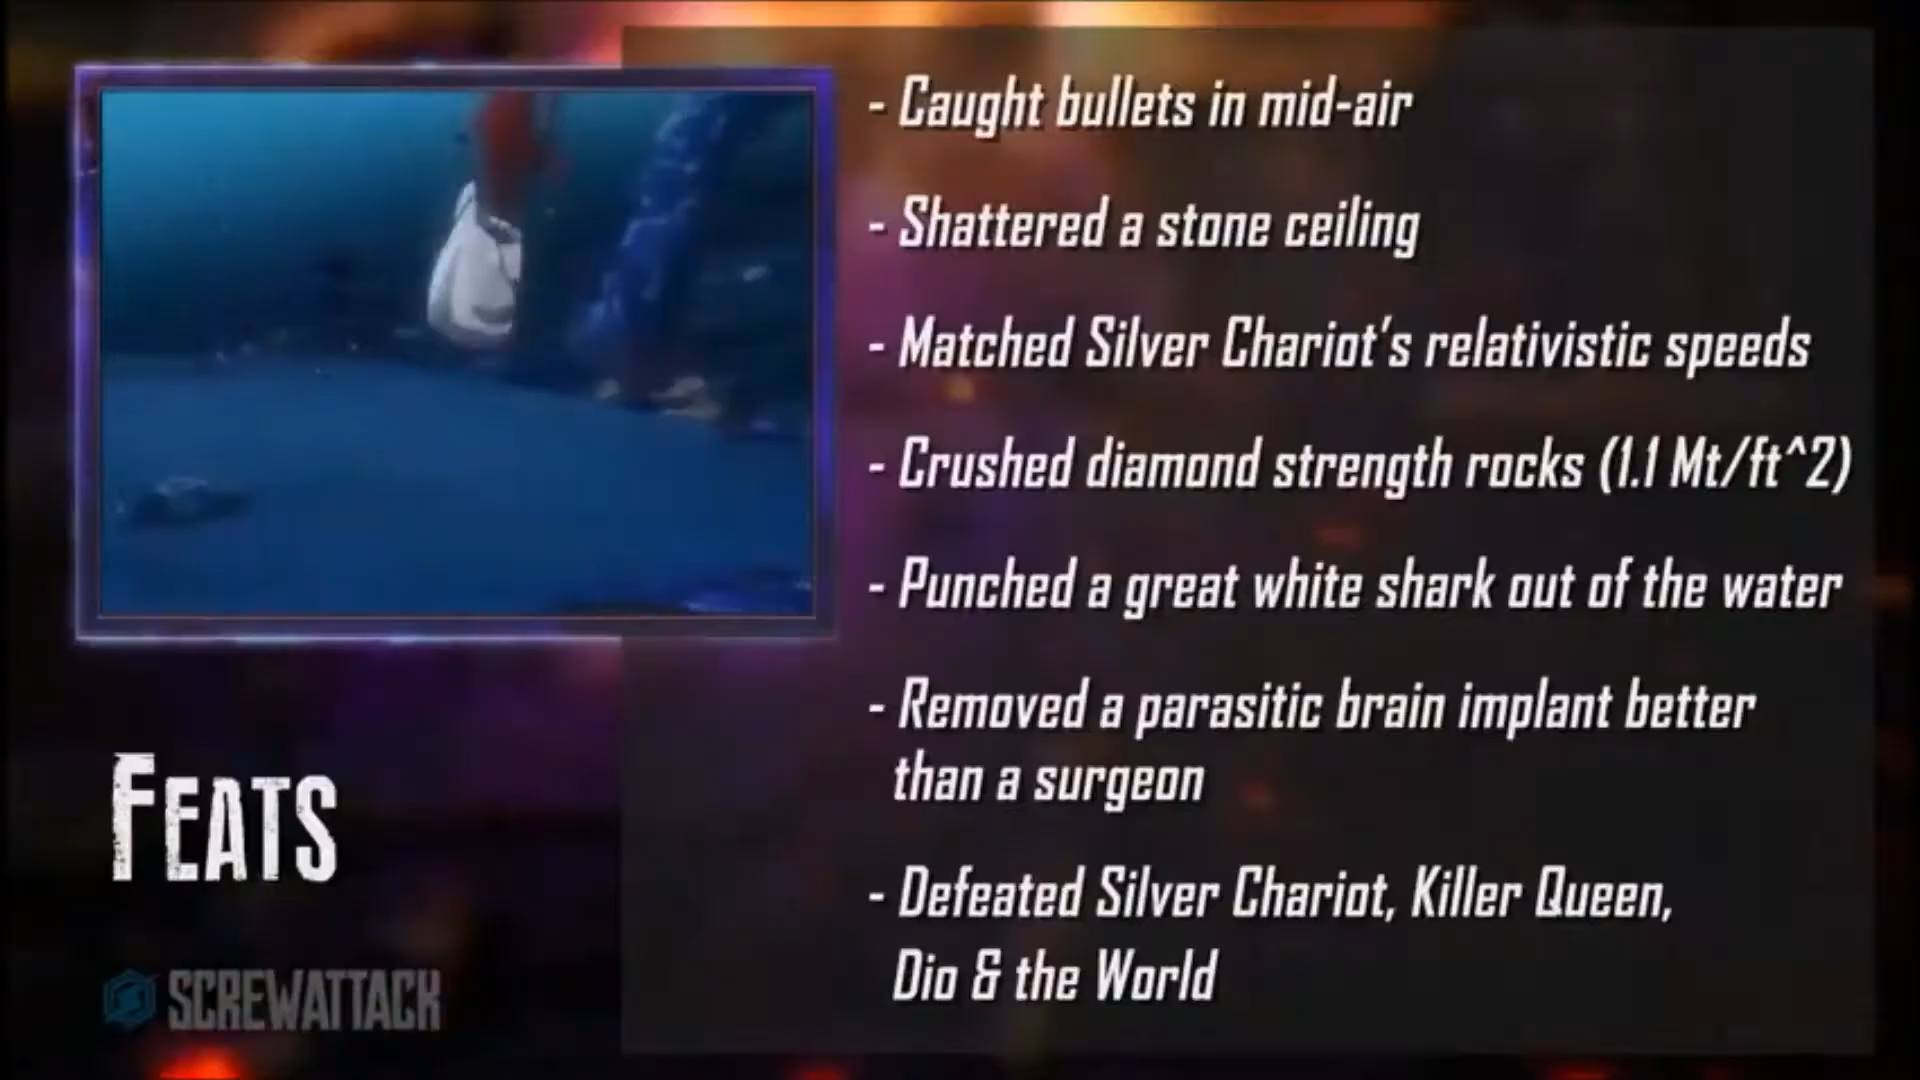 - Caught bullets in mid-air
- Shattered a stone ceiling
- Matched Silver Chariot's relativistic speeds
- Crushed diamond strength rocks (1.1 Mt/ft^2)
- Punched a great white shark out of the water
- Removed a parasitic brain implant better
than a surgeon
- Defeated Silver Chariot, Killer Queen,
Dio & the World
FEATS
SCREWATTACK